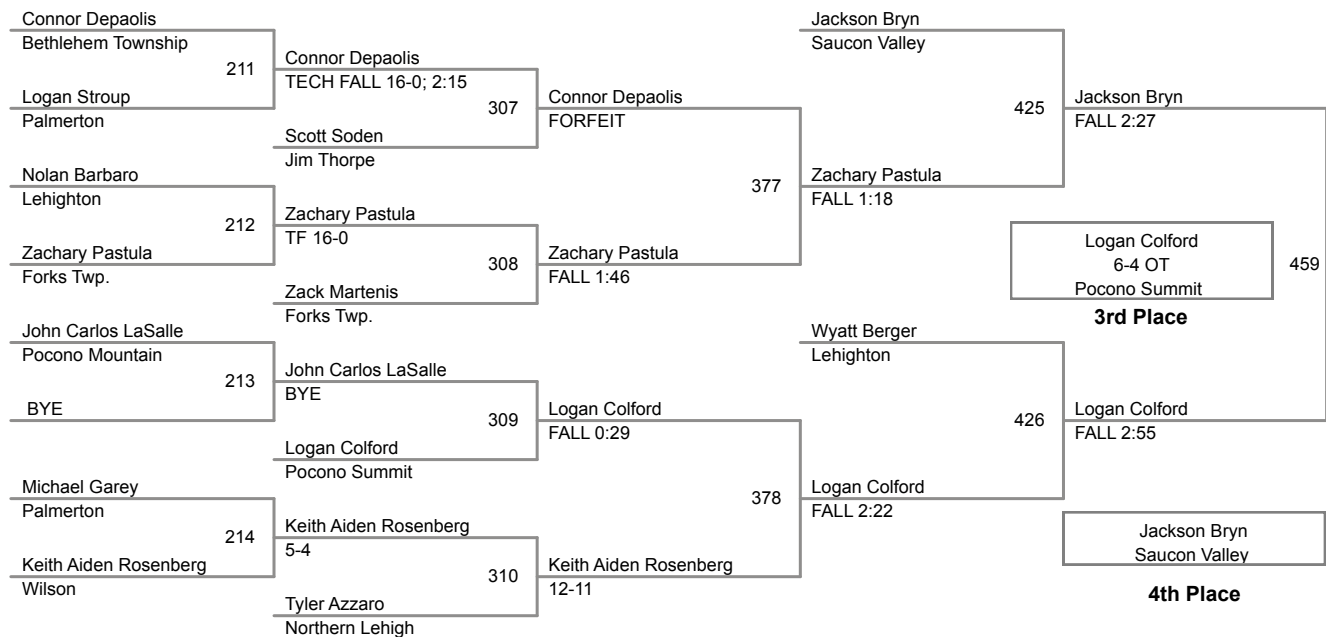 Connor Depaolis
Bethlehem Township
211
Logan Stroup
Palmerton
Nolan Barbaro
Lehighton
212
Zachary Pastula
Forks Twp.
John Carlos LaSalle
Pocono Mountain
213
BYE
Michael Garey
Palmerton
214
Keith Aiden Rosenberg
Wilson
Connor Depaolis
TECH FALL 16-0; 2:15
307
Scott Soden
Jim Thorpe
Zachary Pastula
TF 16-0
308
Zack Martenis
Forks Twp.
John Carlos LaSalle
BYE
309
Logan Colford
Pocono Summit
Keith Aiden Rosenberg
5-4
310
Tyler Azzaro
Northern Lehigh
Connor Depaolis
FORFEIT
377
Zachary Pastula
FALL 1:46
Logan Colford
FALL 0:29
378
Keith Aiden Rosenberg
12-11
Jackson Bryn
Saucon Valley
425
Zachary Pastula
FALL 1:18
Wyatt Berger
Lehighton
426
Logan Colford
FALL 2:22
Jackson Bryn
FALL 2:27
Logan Colford
6-4 OT
Pocono Summit
459
3rd Place
Logan Colford
FALL 2:55
Jackson Bryn
Saucon Valley
4th Place